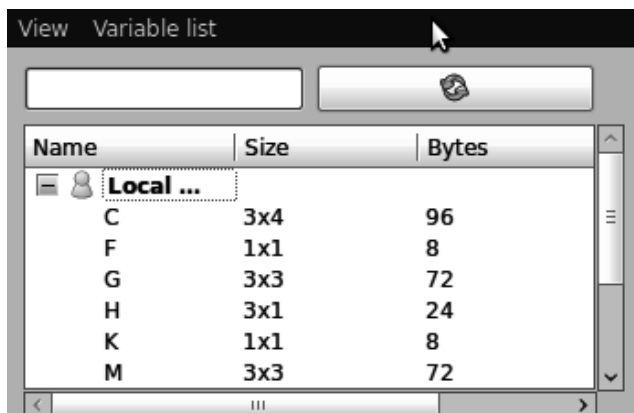 View Variable list
Name Size Bytes
Local ...
C 3x4 96
F 1x1 8
G 3x3 72
H 3x1 24
K 1x1 8
M 3x3 72